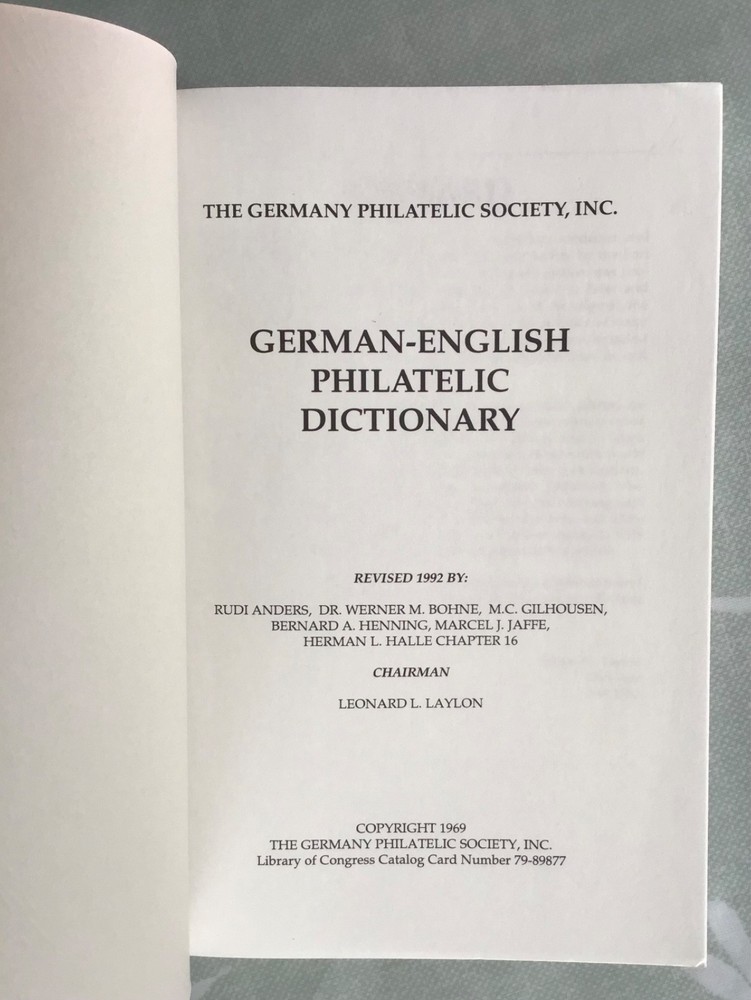 THE GERMANY PHILATELIC SOCIETY, INC.
GERMAN-ENGLISH
PHILATELIC
DICTIONARY
REVISED 1992 BY:
RUDI ANDERS, DR. WERNER M. BOHNE, M.C. GILHOUSEN,
BERNARD A. HENNING, MARCEL J. JAFFE,
HERMAN L. HALLE CHAPTER 16
CHAIRMAN
LEONARD L. LAYLON
COPYRIGHT 1969
THE GERMANY PHILATELIC SOCIETY, INC.
Library of Congress Catalog Card Number 79-89877